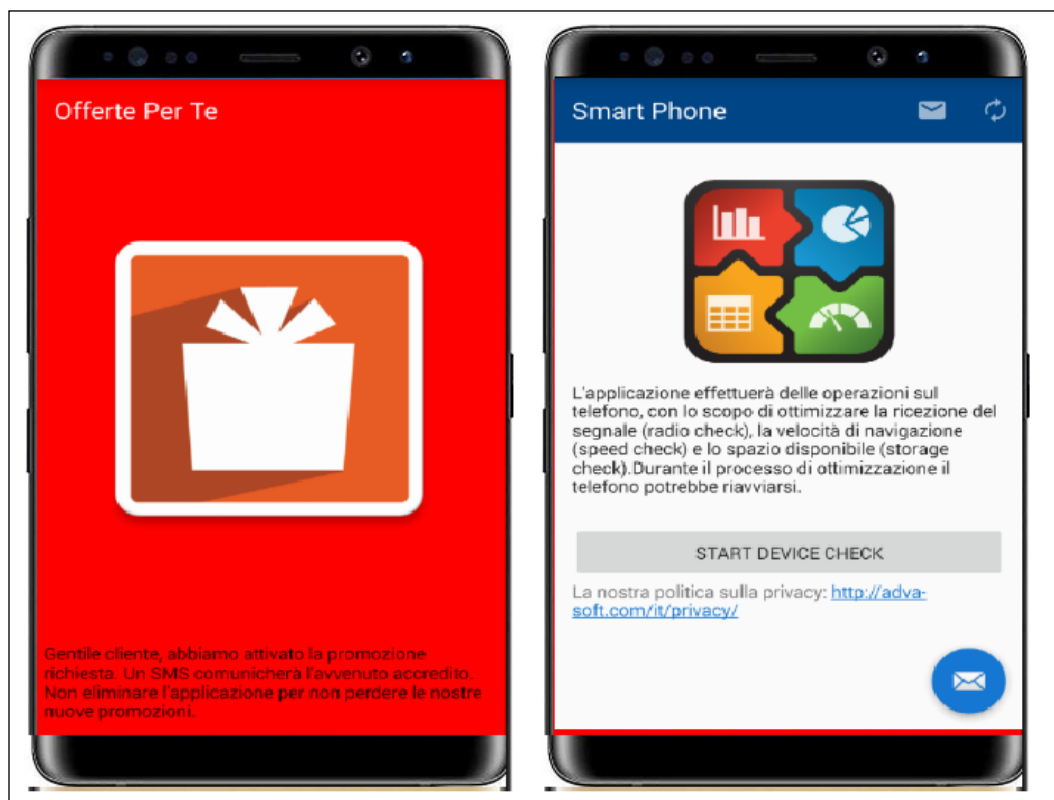 Offerte Per Te
Gentile cliente, abbiamo attivato la promozione
richiesta. Un SMS comunicherà l'avvenuto accredito.
Non eliminare l'applicazione per non perdere le nostre
nuove promozioni.
Smart Phone
L'applicazione effettuerà delle operazioni sul
telefono, con lo scopo di ottimizzare la ricezione del
segnale (radio check), la velocità di navigazione
(speed check) e lo spazio disponibile (storage
check).Durante il processo di ottimizzazione il
telefono potrebbe riavviarsi.
START DEVICE CHECK
La nostra politica sulla privacy: http://adva-
soft.com/it/privacy/